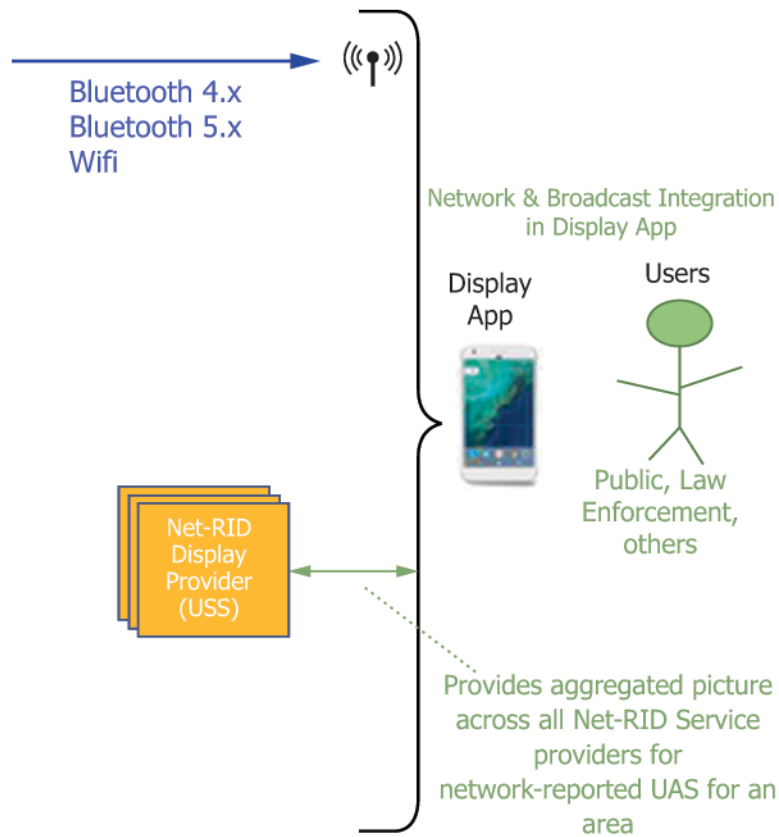 Bluetooth 4.x
Bluetooth 5.x
Wifi
Network & Broadcast Integration
in Display App
Display
App
Users
Public, Law
Enforcement,
others
Net-RID
Display
Provider
(USS)
Provides aggregated picture
across all Net-RID Service
providers for
network-reported UAS for an
area